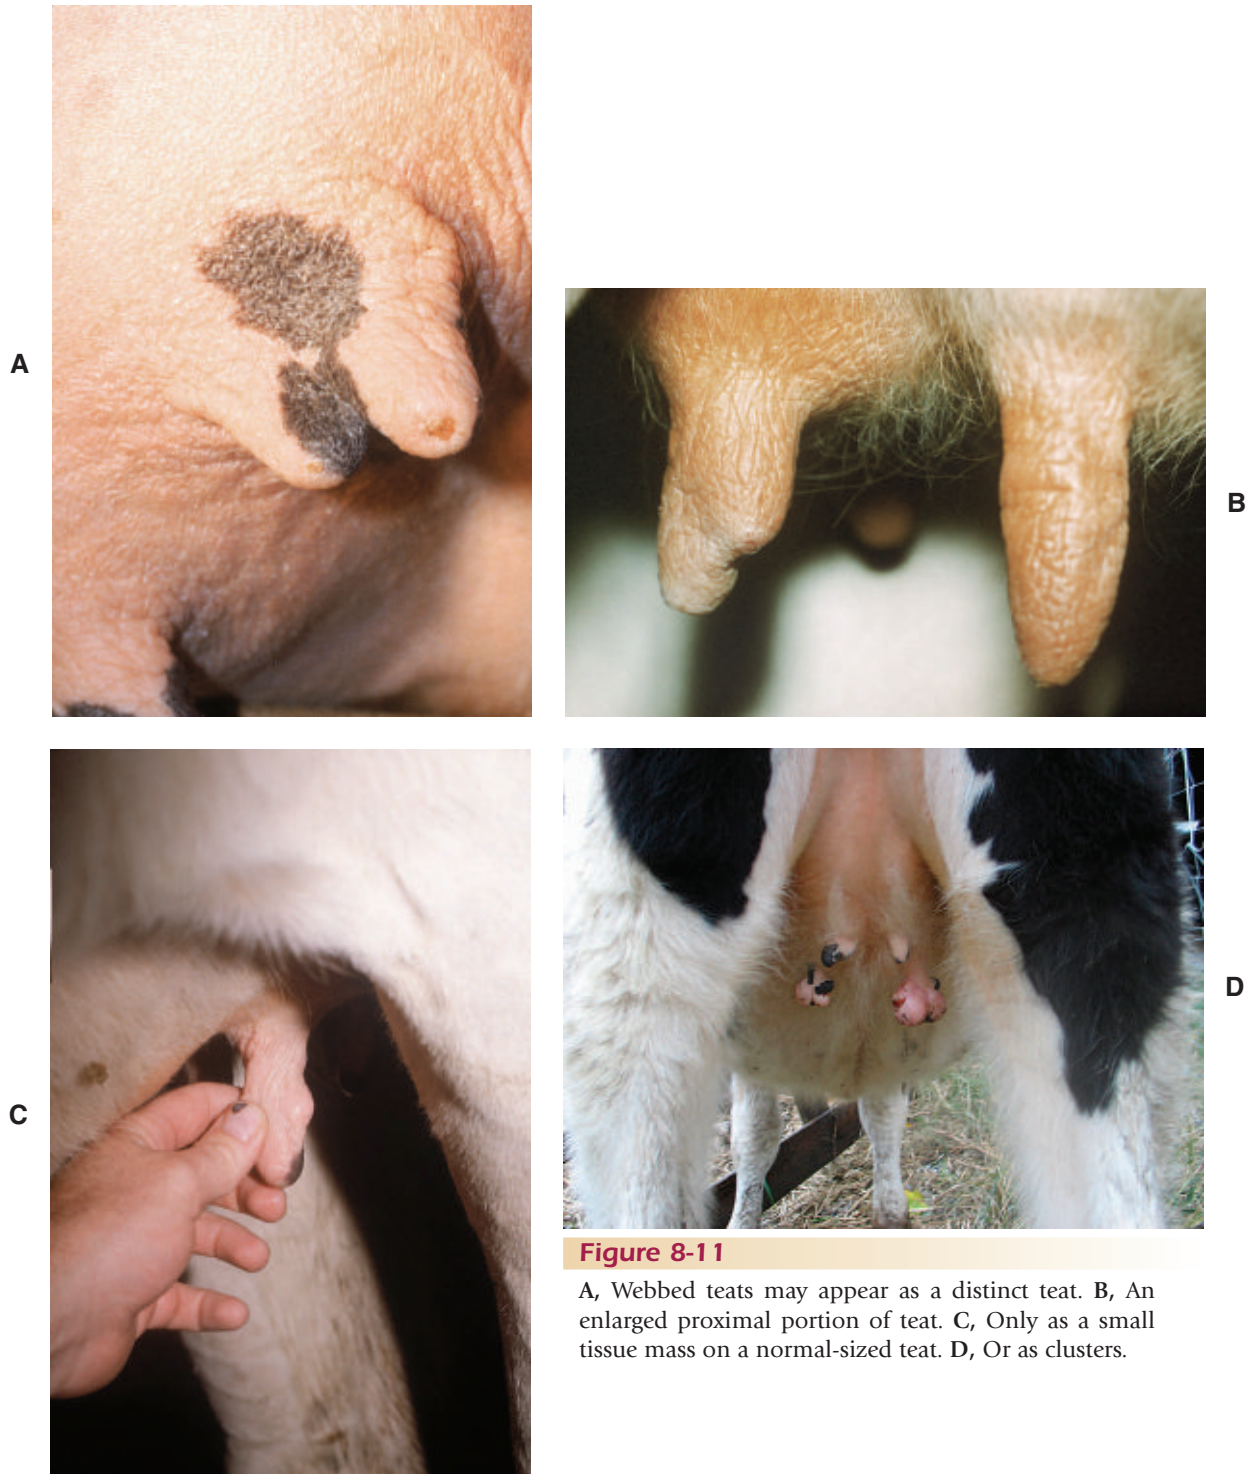 A
B
C
D
Figure 8-11
A, Webbed teats may appear as a distinct teat. B, An
enlarged proximal portion of teat. C, Only as a small
tissue mass on a normal-sized teat. D, Or as clusters.